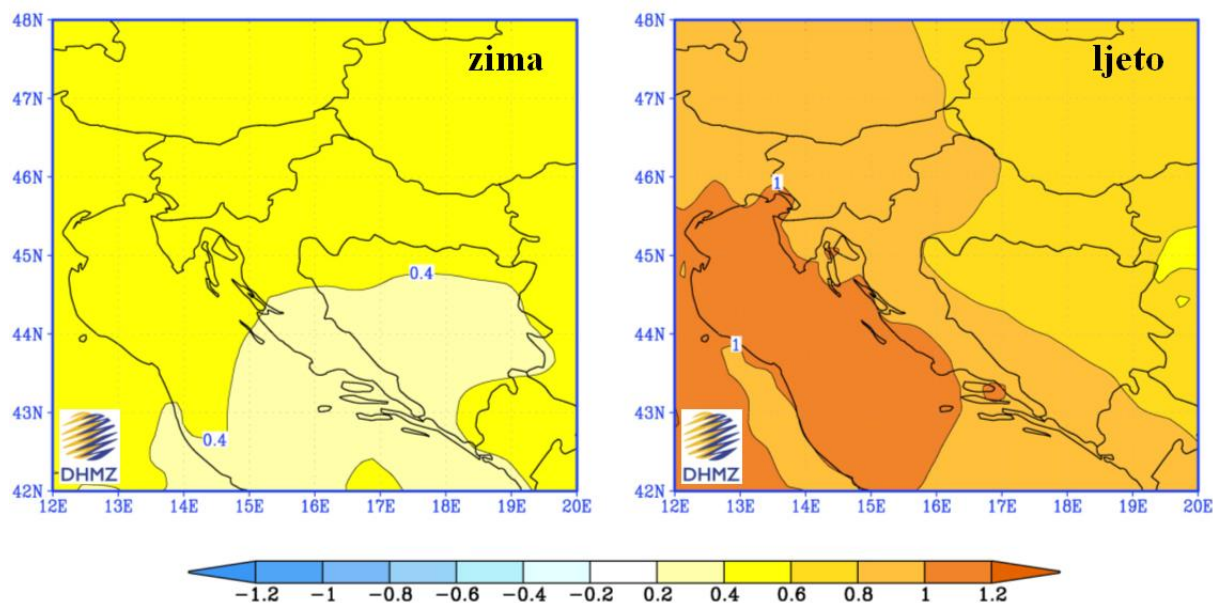 48N
47N
46N
45N
44N
43N
42N
12E 13E 14E 15E 16E 17E 18E 19E 20E
zima
0.4
0.4
DHMZ
48N
47N
46N
45N
44N
43N
42N
12E 13E 14E 15E 16E 17E 18E 19E 20E
ljeto
1
1
DHMZ
-1.2 -1 -0.8 -0.6 -0.4 -0.2 0.2 0.4 0.6 0.8 1 1.2